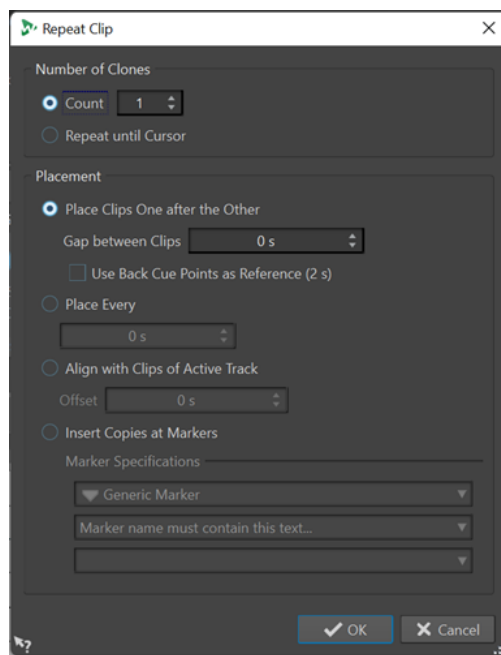 Repeat Clip
Number of Clones
Count 1
Repeat until Cursor
Placement
Place Clips One after the Other
Gap between Clips 0 s
Use Back Cue Points as Reference (2 s)
Place Every
0 s
Align with Clips of Active Track
Offset 0 s
Insert Copies at Markers
Marker Specifications
Generic Marker
Marker name must contain this text...
OK Cancel
?